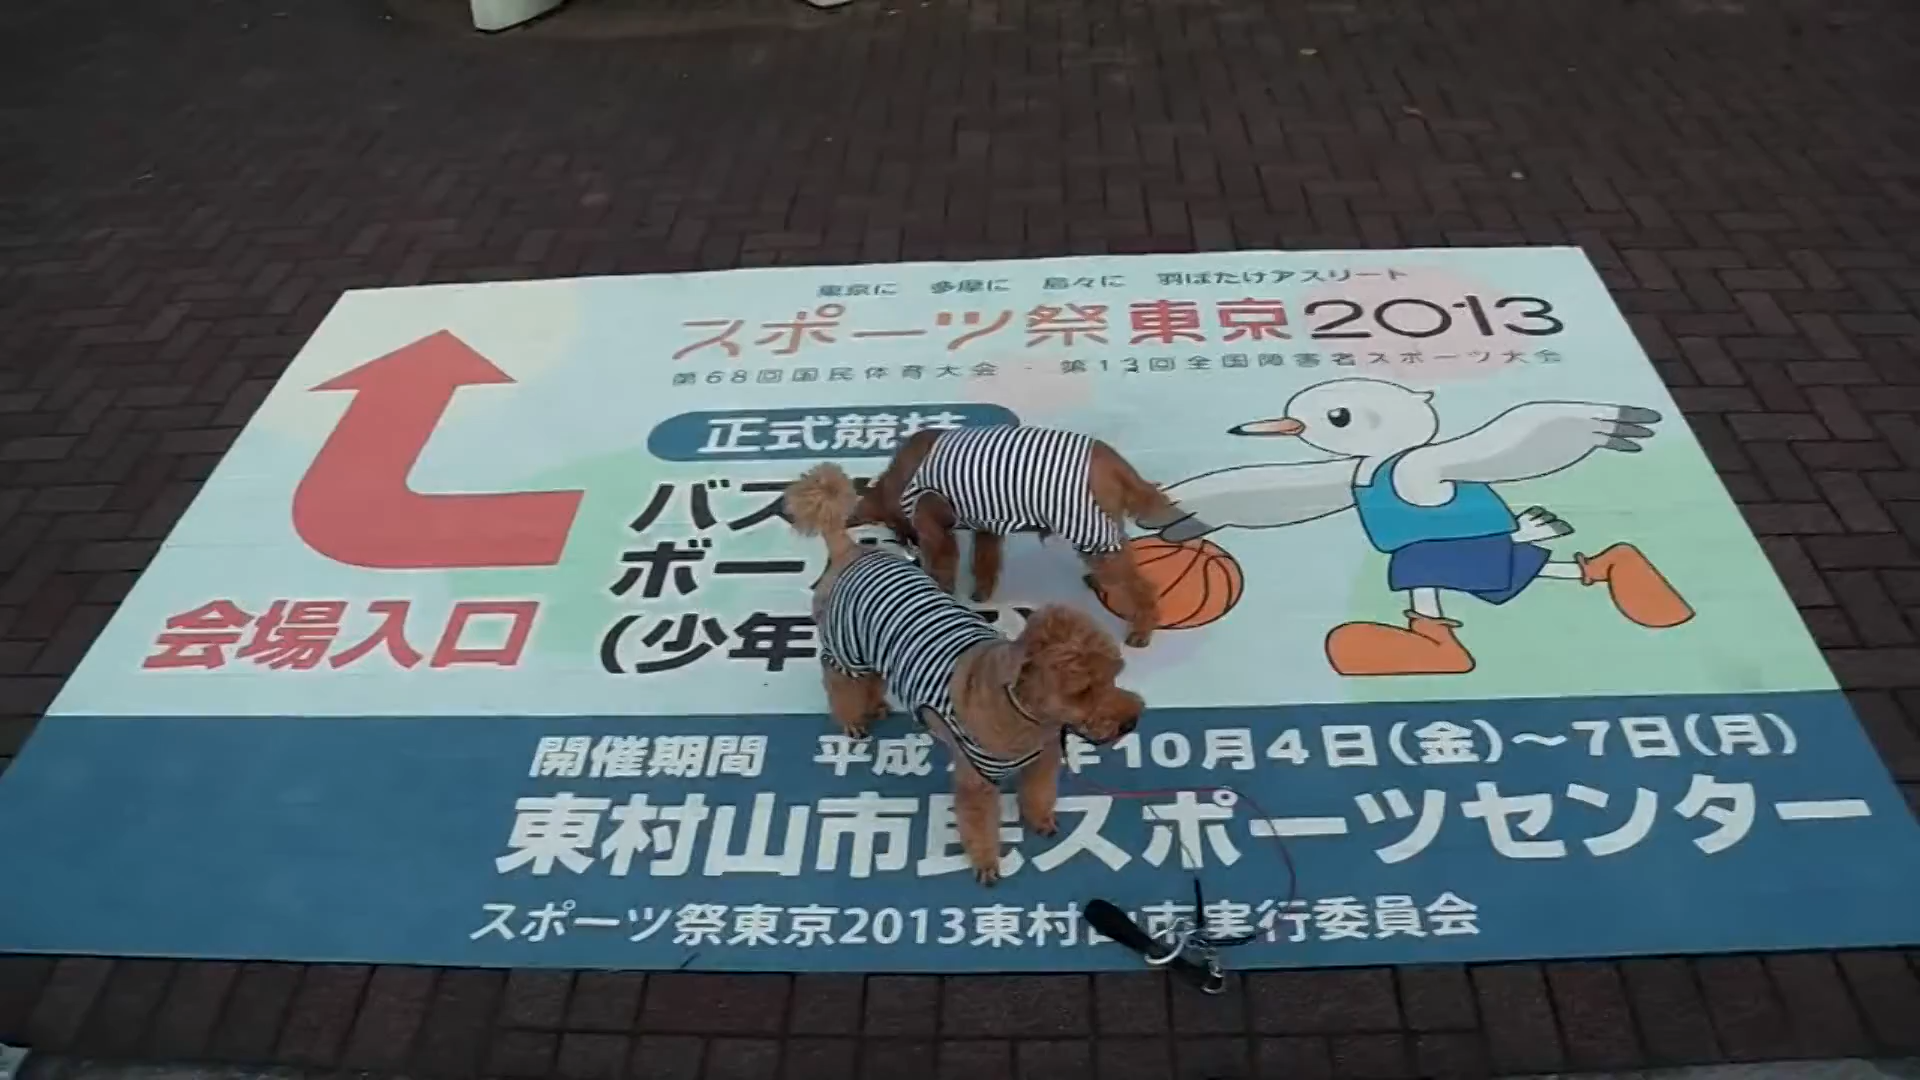 東京に 多摩に 島々に 羽ばたけアスリート
スポーツ祭東京2013
第68回国民体育大会・第13回全国障害者スポーツ大会
正式競技
バス
ボー
(少年
会場入口
開催期間 平成 年10月4日(金)～7日(月)
東村山市民スポーツセンター
スポーツ祭東京2013東村山市実行委員会